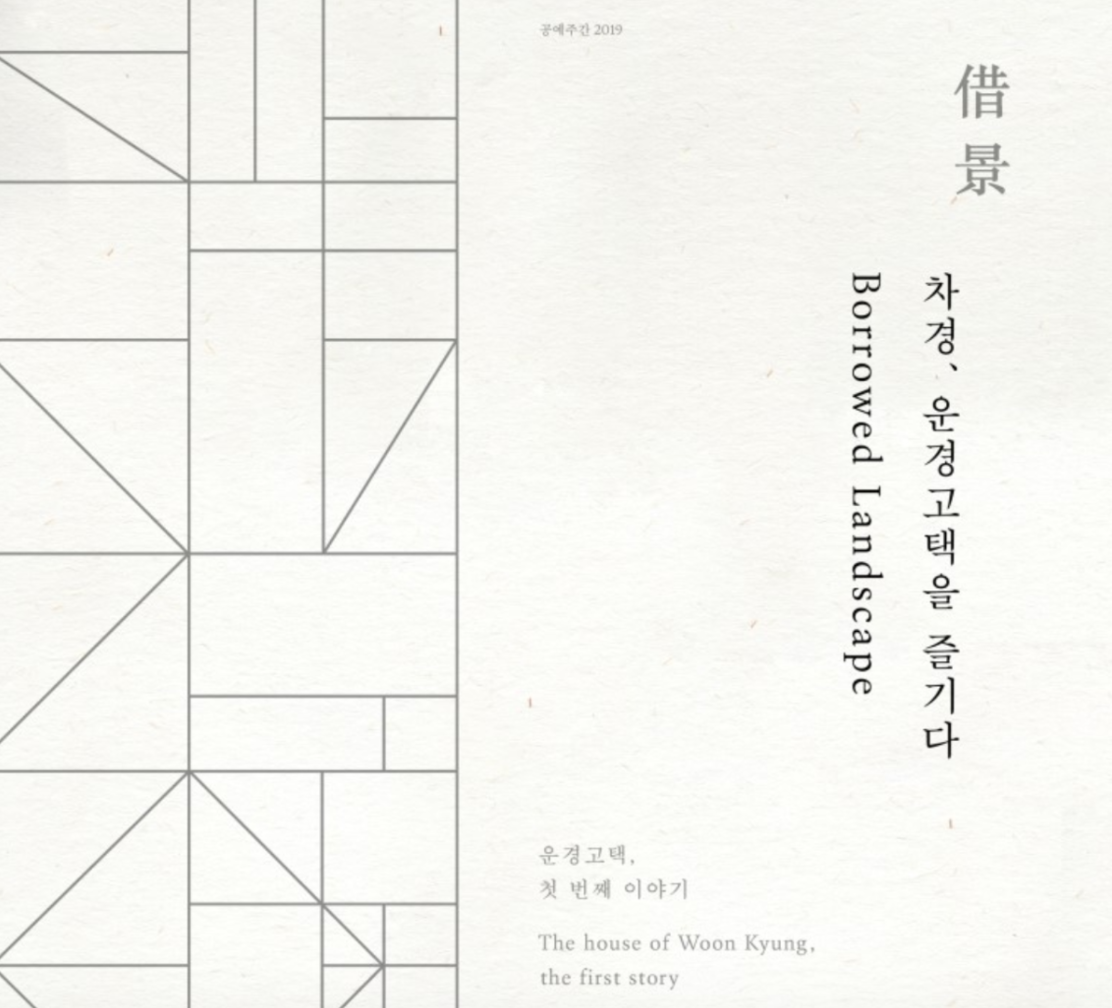 공예주간 2019
借景
차경, 운경고택을 즐기다
Borrowed Landscape
운경고택,
첫 번째 이야기
The house of Woon Kyung,
the first story